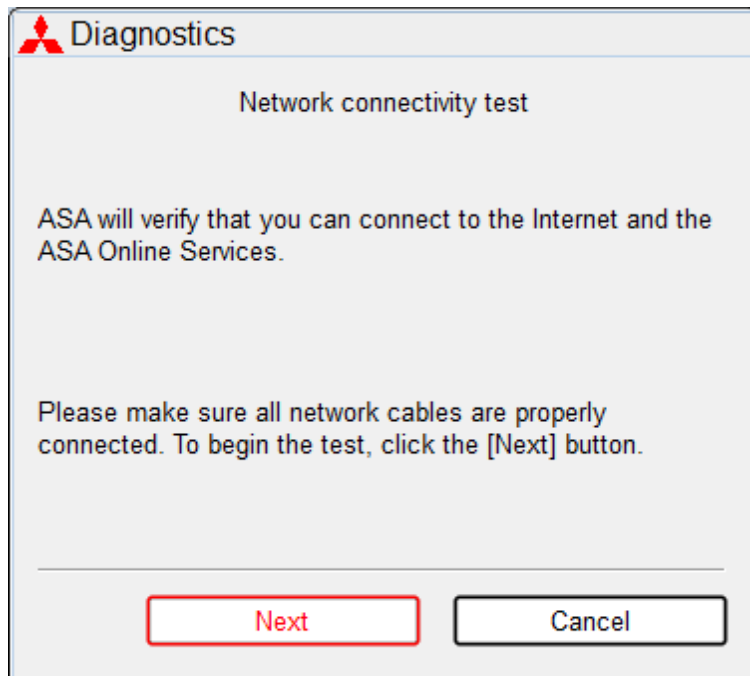 Diagnostics
Network connectivity test
ASA will verify that you can connect to the Internet and the
ASA Online Services.
Please make sure all network cables are properly
connected. To begin the test, click the [Next] button.
Next
Cancel